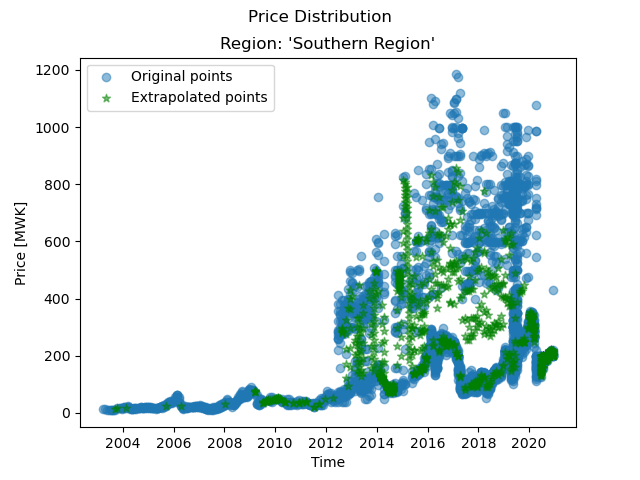 Price Distribution
Region: 'Southern Region'
Original points
Extrapolated points
1200
1000
800
600
400
200
0
Price [MWK]
2004 2006 2008 2010 2012 2014 2016 2018 2020
Time